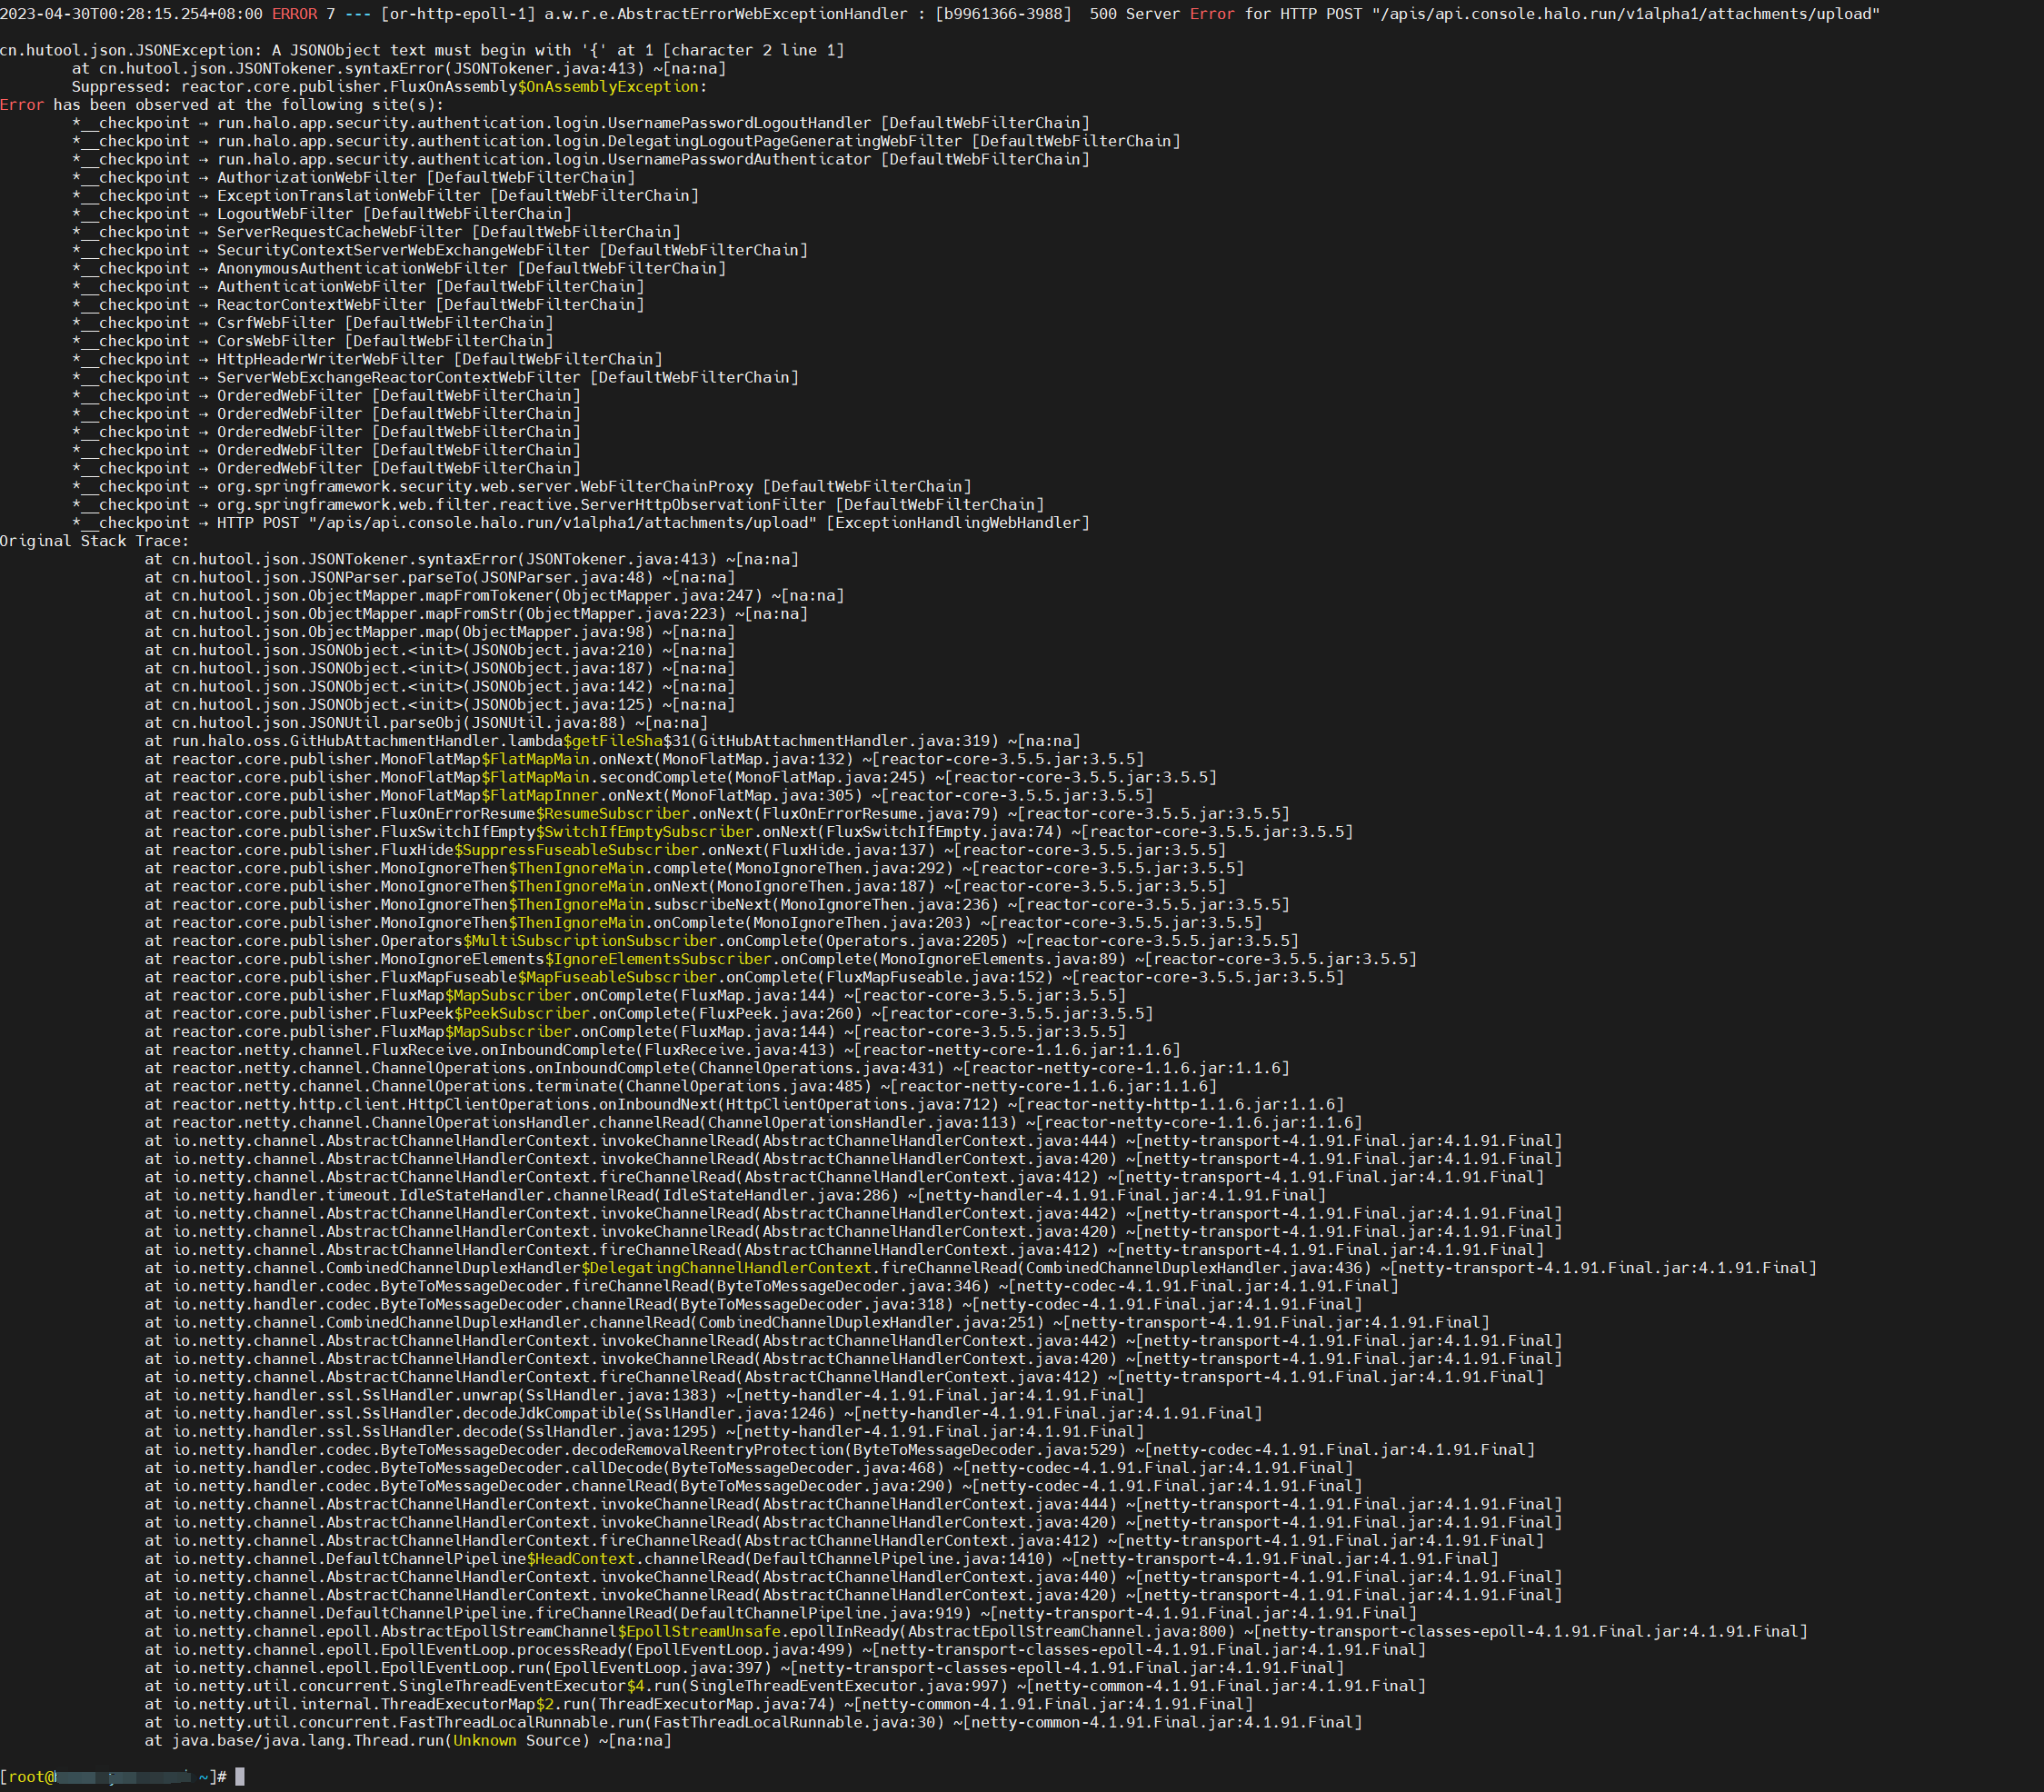 2023-04-30T00:28:15.254+08:00 ERROR 7 --- [or-http-epoll-1] a.w.r.e.AbstractErrorWebExceptionHandler : [b9961366-3988]  500 Server Error for HTTP POST "/apis/api.console.halo.run/v1alpha1/attachments/upload"
cn.hutool.json.JSONException: A JSONObject text must begin with '{' at 1 [character 2 line 1]
at cn.hutool.json.JSONTokener.syntaxError(JSONTokener.java:413) ~[na:na]
Suppressed: reactor.core.publisher.FluxOnAssembly$OnAssemblyException:
Error has been observed at the following site(s):
*__checkpoint ⇢ run.halo.app.security.authentication.login.UsernamePasswordLogoutHandler [DefaultWebFilterChain]
*__checkpoint ⇢ run.halo.app.security.authentication.login.DelegatingLogoutPageGeneratingWebFilter [DefaultWebFilterChain]
*__checkpoint ⇢ run.halo.app.security.authentication.login.UsernamePasswordAuthenticator [DefaultWebFilterChain]
*__checkpoint ⇢ AuthorizationWebFilter [DefaultWebFilterChain]
*__checkpoint ⇢ ExceptionTranslationWebFilter [DefaultWebFilterChain]
*__checkpoint ⇢ LogoutWebFilter [DefaultWebFilterChain]
*__checkpoint ⇢ ServerRequestCacheWebFilter [DefaultWebFilterChain]
*__checkpoint ⇢ SecurityContextServerWebExchangeWebFilter [DefaultWebFilterChain]
*__checkpoint ⇢ AnonymousAuthenticationWebFilter [DefaultWebFilterChain]
*__checkpoint ⇢ AuthenticationWebFilter [DefaultWebFilterChain]
*__checkpoint ⇢ ReactorContextWebFilter [DefaultWebFilterChain]
*__checkpoint ⇢ CsrfWebFilter [DefaultWebFilterChain]
*__checkpoint ⇢ CorsWebFilter [DefaultWebFilterChain]
*__checkpoint ⇢ HttpHeaderWriterWebFilter [DefaultWebFilterChain]
*__checkpoint ⇢ ServerWebExchangeReactorContextWebFilter [DefaultWebFilterChain]
*__checkpoint ⇢ OrderedWebFilter [DefaultWebFilterChain]
*__checkpoint ⇢ OrderedWebFilter [DefaultWebFilterChain]
*__checkpoint ⇢ OrderedWebFilter [DefaultWebFilterChain]
*__checkpoint ⇢ OrderedWebFilter [DefaultWebFilterChain]
*__checkpoint ⇢ OrderedWebFilter [DefaultWebFilterChain]
*__checkpoint ⇢ org.springframework.security.web.server.WebFilterChainProxy [DefaultWebFilterChain]
*__checkpoint ⇢ org.springframework.web.filter.reactive.ServerHttpObservationFilter [DefaultWebFilterChain]
*__checkpoint ⇢ HTTP POST "/apis/api.console.halo.run/v1alpha1/attachments/upload" [ExceptionHandlingWebHandler]
Original Stack Trace:
at cn.hutool.json.JSONTokener.syntaxError(JSONTokener.java:413) ~[na:na]
at cn.hutool.json.JSONParser.parseTo(JSONParser.java:48) ~[na:na]
at cn.hutool.json.ObjectMapper.mapFromTokener(ObjectMapper.java:247) ~[na:na]
at cn.hutool.json.ObjectMapper.mapFromStr(ObjectMapper.java:223) ~[na:na]
at cn.hutool.json.ObjectMapper.map(ObjectMapper.java:98) ~[na:na]
at cn.hutool.json.JSONObject.<init>(JSONObject.java:210) ~[na:na]
at cn.hutool.json.JSONObject.<init>(JSONObject.java:187) ~[na:na]
at cn.hutool.json.JSONObject.<init>(JSONObject.java:142) ~[na:na]
at cn.hutool.json.JSONObject.<init>(JSONObject.java:125) ~[na:na]
at cn.hutool.json.JSONUtil.parseObj(JSONUtil.java:88) ~[na:na]
at run.halo.oss.GitHubAttachmentHandler.lambda$getFileSha$31(GitHubAttachmentHandler.java:319) ~[na:na]
at reactor.core.publisher.MonoFlatMap$FlatMapMain.onNext(MonoFlatMap.java:132) ~[reactor-core-3.5.5.jar:3.5.5]
at reactor.core.publisher.MonoFlatMap$FlatMapMain.secondComplete(MonoFlatMap.java:245) ~[reactor-core-3.5.5.jar:3.5.5]
at reactor.core.publisher.MonoFlatMap$FlatMapInner.onNext(MonoFlatMap.java:305) ~[reactor-core-3.5.5.jar:3.5.5]
at reactor.core.publisher.FluxOnErrorResume$ResumeSubscriber.onNext(FluxOnErrorResume.java:79) ~[reactor-core-3.5.5.jar:3.5.5]
at reactor.core.publisher.FluxSwitchIfEmpty$SwitchIfEmptySubscriber.onNext(FluxSwitchIfEmpty.java:74) ~[reactor-core-3.5.5.jar:3.5.5]
at reactor.core.publisher.FluxHide$SuppressFuseableSubscriber.onNext(FluxHide.java:137) ~[reactor-core-3.5.5.jar:3.5.5]
at reactor.core.publisher.MonoIgnoreThen$ThenIgnoreMain.complete(MonoIgnoreThen.java:292) ~[reactor-core-3.5.5.jar:3.5.5]
at reactor.core.publisher.MonoIgnoreThen$ThenIgnoreMain.onNext(MonoIgnoreThen.java:187) ~[reactor-core-3.5.5.jar:3.5.5]
at reactor.core.publisher.MonoIgnoreThen$ThenIgnoreMain.subscribeNext(MonoIgnoreThen.java:236) ~[reactor-core-3.5.5.jar:3.5.5]
at reactor.core.publisher.MonoIgnoreThen$ThenIgnoreMain.onComplete(MonoIgnoreThen.java:203) ~[reactor-core-3.5.5.jar:3.5.5]
at reactor.core.publisher.Operators$MultiSubscriptionSubscriber.onComplete(Operators.java:2205) ~[reactor-core-3.5.5.jar:3.5.5]
at reactor.core.publisher.MonoIgnoreElements$IgnoreElementsSubscriber.onComplete(MonoIgnoreElements.java:89) ~[reactor-core-3.5.5.jar:3.5.5]
at reactor.core.publisher.FluxMapFuseable$MapFuseableSubscriber.onComplete(FluxMapFuseable.java:152) ~[reactor-core-3.5.5.jar:3.5.5]
at reactor.core.publisher.FluxMap$MapSubscriber.onComplete(FluxMap.java:144) ~[reactor-core-3.5.5.jar:3.5.5]
at reactor.core.publisher.FluxPeek$PeekSubscriber.onComplete(FluxPeek.java:260) ~[reactor-core-3.5.5.jar:3.5.5]
at reactor.core.publisher.FluxMap$MapSubscriber.onComplete(FluxMap.java:144) ~[reactor-core-3.5.5.jar:3.5.5]
at reactor.netty.channel.FluxReceive.onInboundComplete(FluxReceive.java:413) ~[reactor-netty-core-1.1.6.jar:1.1.6]
at reactor.netty.channel.ChannelOperations.onInboundComplete(ChannelOperations.java:431) ~[reactor-netty-core-1.1.6.jar:1.1.6]
at reactor.netty.channel.ChannelOperations.terminate(ChannelOperations.java:485) ~[reactor-netty-core-1.1.6.jar:1.1.6]
at reactor.netty.http.client.HttpClientOperations.onInboundNext(HttpClientOperations.java:712) ~[reactor-netty-http-1.1.6.jar:1.1.6]
at reactor.netty.channel.ChannelOperationsHandler.channelRead(ChannelOperationsHandler.java:113) ~[reactor-netty-core-1.1.6.jar:1.1.6]
at io.netty.channel.AbstractChannelHandlerContext.invokeChannelRead(AbstractChannelHandlerContext.java:444) ~[netty-transport-4.1.91.Final.jar:4.1.91.Final]
at io.netty.channel.AbstractChannelHandlerContext.invokeChannelRead(AbstractChannelHandlerContext.java:420) ~[netty-transport-4.1.91.Final.jar:4.1.91.Final]
at io.netty.channel.AbstractChannelHandlerContext.fireChannelRead(AbstractChannelHandlerContext.java:412) ~[netty-transport-4.1.91.Final.jar:4.1.91.Final]
at io.netty.handler.timeout.IdleStateHandler.channelRead(IdleStateHandler.java:286) ~[netty-handler-4.1.91.Final.jar:4.1.91.Final]
at io.netty.channel.AbstractChannelHandlerContext.invokeChannelRead(AbstractChannelHandlerContext.java:442) ~[netty-transport-4.1.91.Final.jar:4.1.91.Final]
at io.netty.channel.AbstractChannelHandlerContext.invokeChannelRead(AbstractChannelHandlerContext.java:420) ~[netty-transport-4.1.91.Final.jar:4.1.91.Final]
at io.netty.channel.AbstractChannelHandlerContext.fireChannelRead(AbstractChannelHandlerContext.java:412) ~[netty-transport-4.1.91.Final.jar:4.1.91.Final]
at io.netty.channel.CombinedChannelDuplexHandler$DelegatingChannelHandlerContext.fireChannelRead(CombinedChannelDuplexHandler.java:436) ~[netty-transport-4.1.91.Final.jar:4.1.91.Final]
at io.netty.handler.codec.ByteToMessageDecoder.fireChannelRead(ByteToMessageDecoder.java:346) ~[netty-codec-4.1.91.Final.jar:4.1.91.Final]
at io.netty.handler.codec.ByteToMessageDecoder.channelRead(ByteToMessageDecoder.java:318) ~[netty-codec-4.1.91.Final.jar:4.1.91.Final]
at io.netty.channel.CombinedChannelDuplexHandler.channelRead(CombinedChannelDuplexHandler.java:251) ~[netty-transport-4.1.91.Final.jar:4.1.91.Final]
at io.netty.channel.AbstractChannelHandlerContext.invokeChannelRead(AbstractChannelHandlerContext.java:442) ~[netty-transport-4.1.91.Final.jar:4.1.91.Final]
at io.netty.channel.AbstractChannelHandlerContext.invokeChannelRead(AbstractChannelHandlerContext.java:420) ~[netty-transport-4.1.91.Final.jar:4.1.91.Final]
at io.netty.channel.AbstractChannelHandlerContext.fireChannelRead(AbstractChannelHandlerContext.java:412) ~[netty-transport-4.1.91.Final.jar:4.1.91.Final]
at io.netty.handler.ssl.SslHandler.unwrap(SslHandler.java:1383) ~[netty-handler-4.1.91.Final.jar:4.1.91.Final]
at io.netty.handler.ssl.SslHandler.decodeJdkCompatible(SslHandler.java:1246) ~[netty-handler-4.1.91.Final.jar:4.1.91.Final]
at io.netty.handler.ssl.SslHandler.decode(SslHandler.java:1295) ~[netty-handler-4.1.91.Final.jar:4.1.91.Final]
at io.netty.handler.codec.ByteToMessageDecoder.decodeRemovalReentryProtection(ByteToMessageDecoder.java:529) ~[netty-codec-4.1.91.Final.jar:4.1.91.Final]
at io.netty.handler.codec.ByteToMessageDecoder.callDecode(ByteToMessageDecoder.java:468) ~[netty-codec-4.1.91.Final.jar:4.1.91.Final]
at io.netty.handler.codec.ByteToMessageDecoder.channelRead(ByteToMessageDecoder.java:290) ~[netty-codec-4.1.91.Final.jar:4.1.91.Final]
at io.netty.channel.AbstractChannelHandlerContext.invokeChannelRead(AbstractChannelHandlerContext.java:444) ~[netty-transport-4.1.91.Final.jar:4.1.91.Final]
at io.netty.channel.AbstractChannelHandlerContext.invokeChannelRead(AbstractChannelHandlerContext.java:420) ~[netty-transport-4.1.91.Final.jar:4.1.91.Final]
at io.netty.channel.AbstractChannelHandlerContext.fireChannelRead(AbstractChannelHandlerContext.java:412) ~[netty-transport-4.1.91.Final.jar:4.1.91.Final]
at io.netty.channel.DefaultChannelPipeline$HeadContext.channelRead(DefaultChannelPipeline.java:1410) ~[netty-transport-4.1.91.Final.jar:4.1.91.Final]
at io.netty.channel.AbstractChannelHandlerContext.invokeChannelRead(AbstractChannelHandlerContext.java:440) ~[netty-transport-4.1.91.Final.jar:4.1.91.Final]
at io.netty.channel.AbstractChannelHandlerContext.invokeChannelRead(AbstractChannelHandlerContext.java:420) ~[netty-transport-4.1.91.Final.jar:4.1.91.Final]
at io.netty.channel.DefaultChannelPipeline.fireChannelRead(DefaultChannelPipeline.java:919) ~[netty-transport-4.1.91.Final.jar:4.1.91.Final]
at io.netty.channel.epoll.AbstractEpollStreamChannel$EpollStreamUnsafe.epollInReady(AbstractEpollStreamChannel.java:800) ~[netty-transport-classes-epoll-4.1.91.Final.jar:4.1.91.Final]
at io.netty.channel.epoll.EpollEventLoop.processReady(EpollEventLoop.java:499) ~[netty-transport-classes-epoll-4.1.91.Final.jar:4.1.91.Final]
at io.netty.channel.epoll.EpollEventLoop.run(EpollEventLoop.java:397) ~[netty-transport-classes-epoll-4.1.91.Final.jar:4.1.91.Final]
at io.netty.util.concurrent.SingleThreadEventExecutor$4.run(SingleThreadEventExecutor.java:997) ~[netty-common-4.1.91.Final.jar:4.1.91.Final]
at io.netty.util.internal.ThreadExecutorMap$2.run(ThreadExecutorMap.java:74) ~[netty-common-4.1.91.Final.jar:4.1.91.Final]
at io.netty.util.concurrent.FastThreadLocalRunnable.run(FastThreadLocalRunnable.java:30) ~[netty-common-4.1.91.Final.jar:4.1.91.Final]
at java.base/java.lang.Thread.run(Unknown Source) ~[na:na]
[root@ ~]#